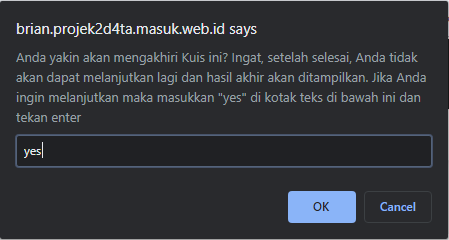 brian.projek2d4ta.masuk.web.id says
Anda yakin akan mengakhiri Kuis ini? Ingat, setelah selesai, Anda tidak
akan dapat melanjutkan lagi dan hasil akhir akan ditampilkan. Jika Anda
ingin melanjutkan maka masukkan "yes" di kotak teks di bawah ini dan
tekan enter
yes
OK Cancel